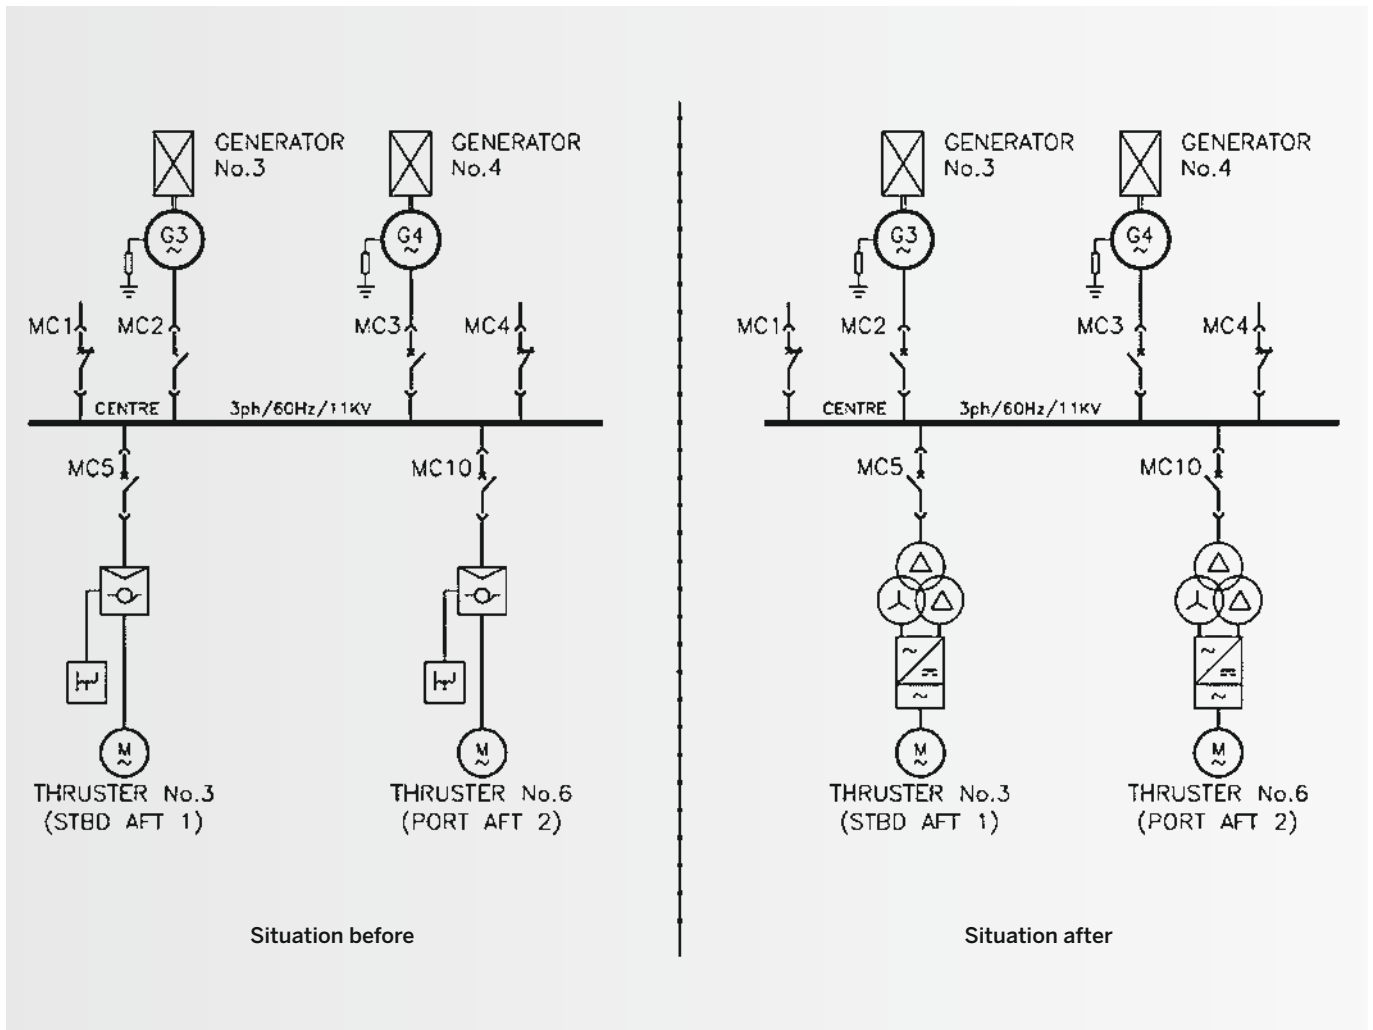 GENERATOR
No.3
GENERATOR
No.4
G3
~
G4
~
MC1
MC2
MC3
MC4
CENTRE
3ph/60Hz/11KV
MC5
MC10
M
~
M
~
THRUSTER No.3
(STBD AFT 1)
THRUSTER No.6
(PORT AFT 2)
Situation before
GENERATOR
No.3
GENERATOR
No.4
G3
~
G4
~
MC1
MC2
MC3
MC4
CENTRE
3ph/60Hz/11KV
MC5
MC10
~
~
~
~
M
~
M
~
THRUSTER No.3
(STBD AFT 1)
THRUSTER No.6
(PORT AFT 2)
Situation after